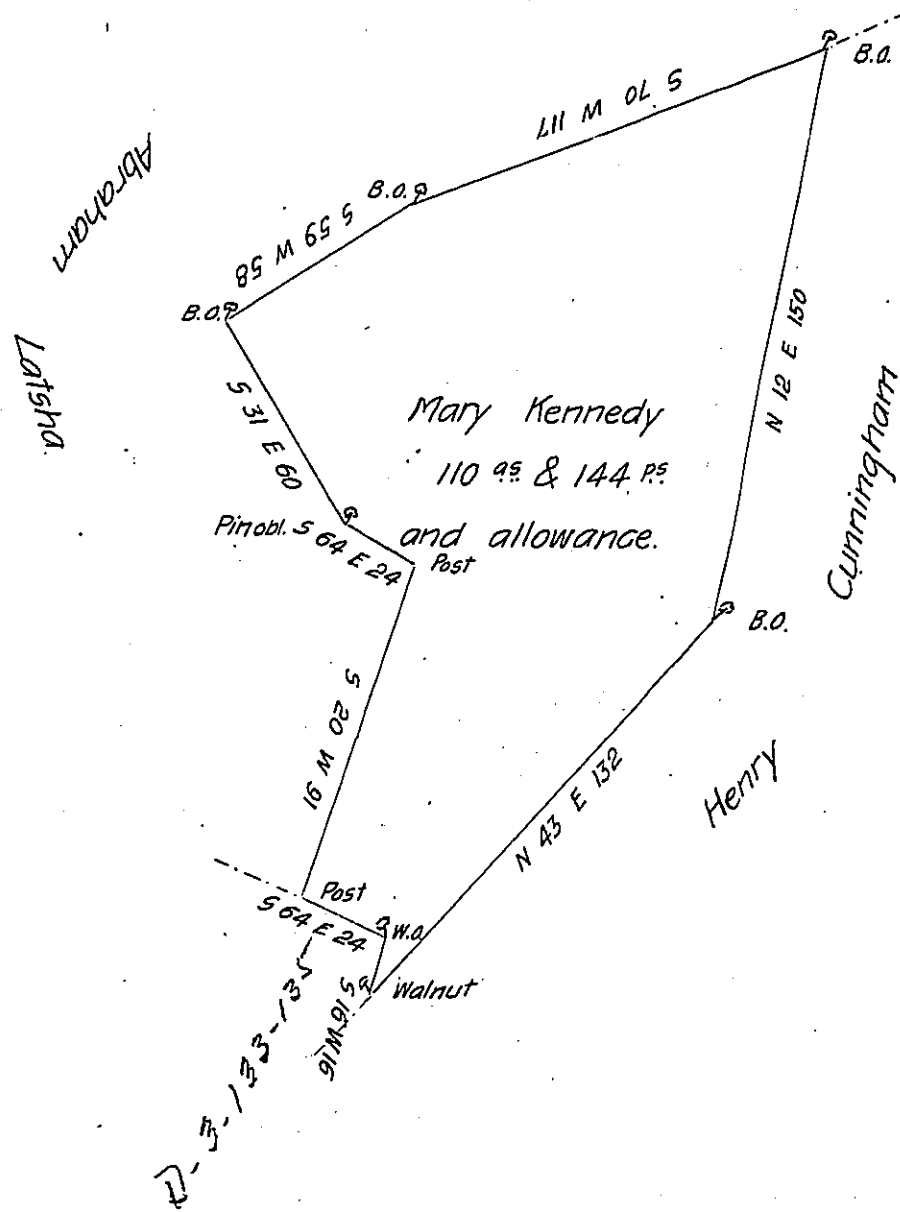 B.O.
S 70 W 117
Abraham
B.O.
S 59 W 58
B.O.
Latsha.
S 31 E 60
N 12 E 150
Mary Kennedy
110 as & 144 ps
and allowance.
Cunningham
Pinobl. S 64 E 24
Post
B.O.
S 20 W 91
Henry
N 43 E 132
Post
S 64 E 24
W.O.
Walnut
S 16 W 16
D-3-133-135